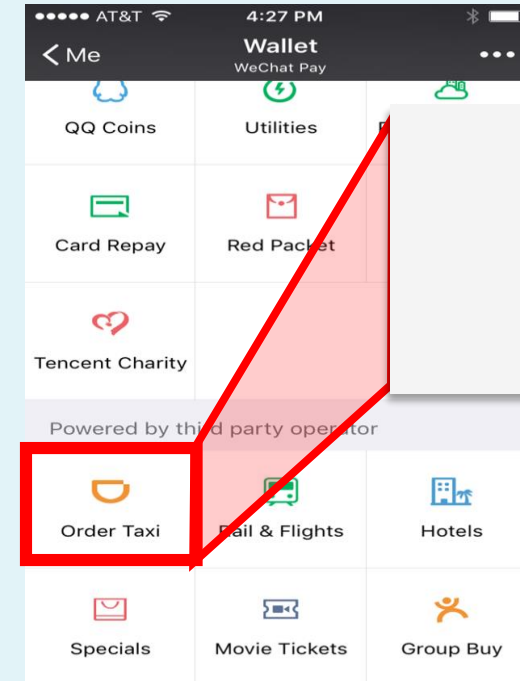 AT&T 4:27 PM
Me Wallet
WeChat Pay
QQ Coins Utilities
Card Repay Red Packet
Tencent Charity
Powered by third party operator
Order Taxi Rail & Flights Hotels
Specials Movie Tickets Group Buy